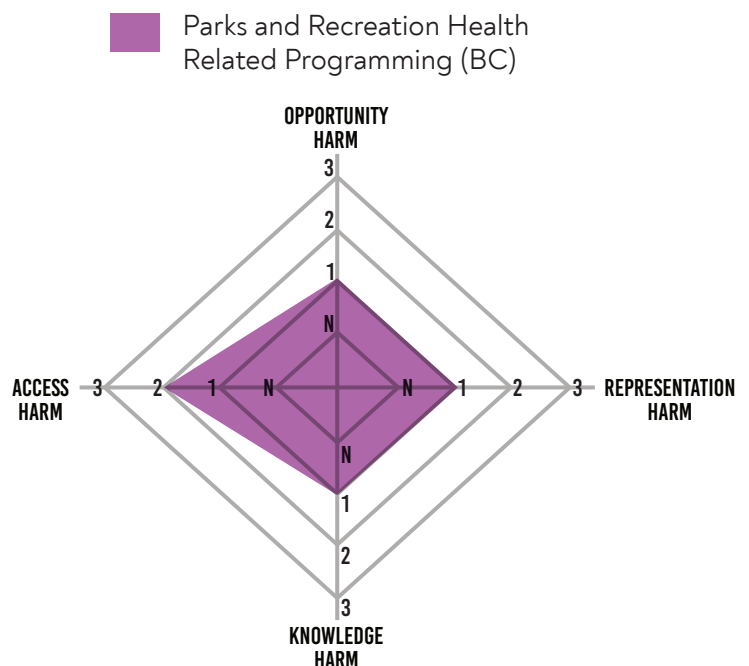 Parks and Recreation Health
Related Programming (BC)
OPPORTUNITY
HARM
3
2
1
N
ACCESS
HARM
3 2 1 N N 1 2 3
REPRESENTATION
HARM
N
1
2
3
KNOWLEDGE
HARM